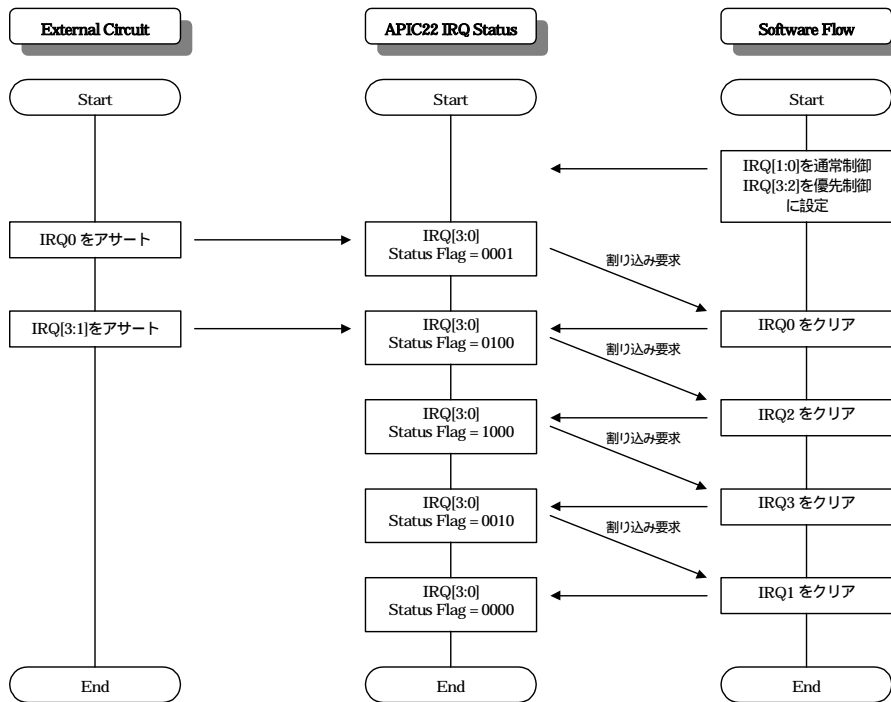 External Circuit
APIC22 IRQ Status
Software Flow
Start
Start
Start
IRQ[1:0]を通常制御
IRQ[3:2]を優先制御
に設定
IRQ0 をアサート
IRQ[3:0]
Status Flag = 0001
割り込み要求
IRQ[3:1]をアサート
IRQ[3:0]
Status Flag = 0100
IRQ0 をクリア
割り込み要求
IRQ[3:0]
Status Flag = 1000
IRQ2 をクリア
割り込み要求
IRQ[3:0]
Status Flag = 0010
IRQ3 をクリア
割り込み要求
IRQ[3:0]
Status Flag = 0000
IRQ1 をクリア
End
End
End